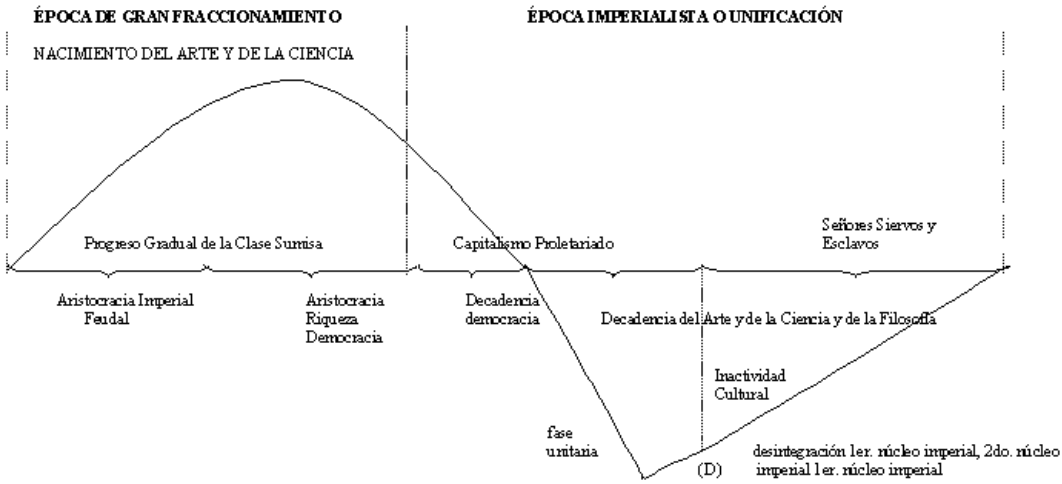 ÉPOCA DE GRAN FRACCIONAMIENTO
ÉPOCA IMPERIALISTA O UNIFICACIÓN
NACIMIENTO DEL ARTE Y DE LA CIENCIA
Señores Siervos y
Esclavos
Progreso Gradual de la Clase Sumisa
Capitalismo Proletariado
Aristocracia Imperial
Feudal
Aristocracia
Riqueza
Democracia
Decadencia
democracia
Decadencia del Arte y de la Ciencia y de la Filosofía
Inactividad
Cultural
fase
unitaria
(D)
desintegración 1er. núcleo imperial, 2do. núcleo
imperial 1er. núcleo imperial